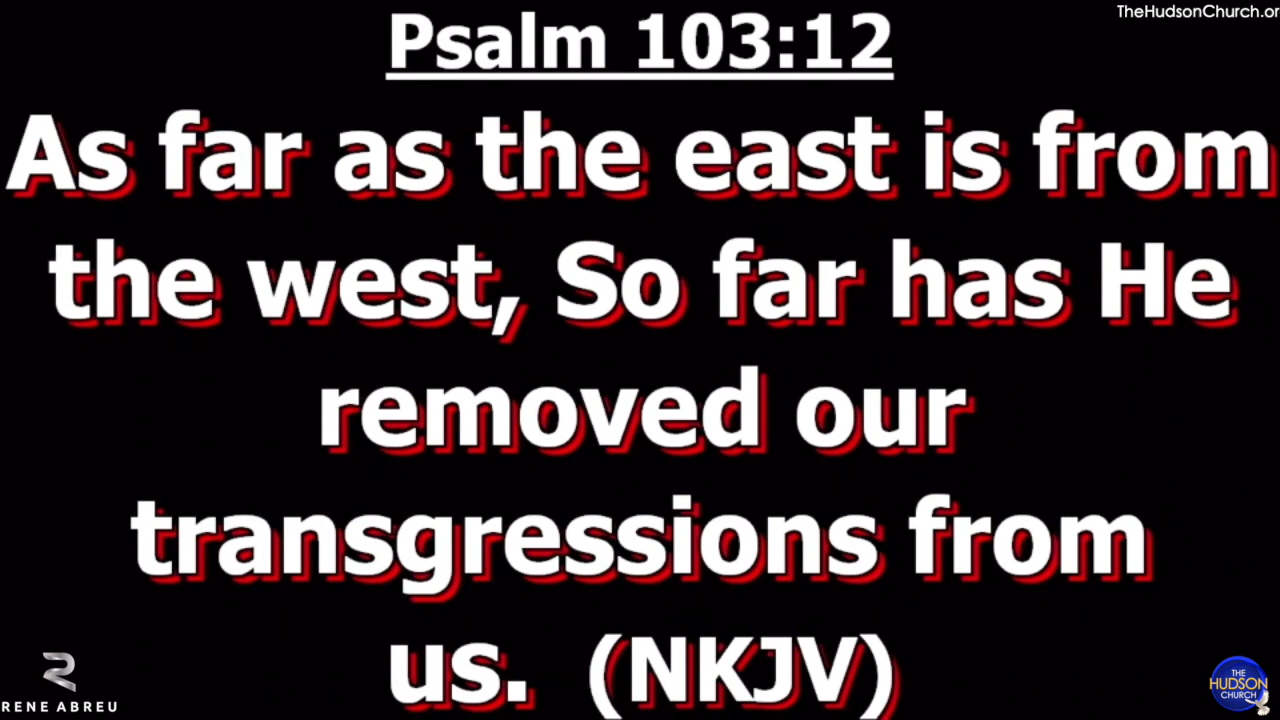 TheHudsonChurch.or
Psalm 103:12
As far as the east is from
the west, So far has He
removed our
transgressions from
us. (NKJV)
RENE ABREU
THE
HUDSON
CHURCH